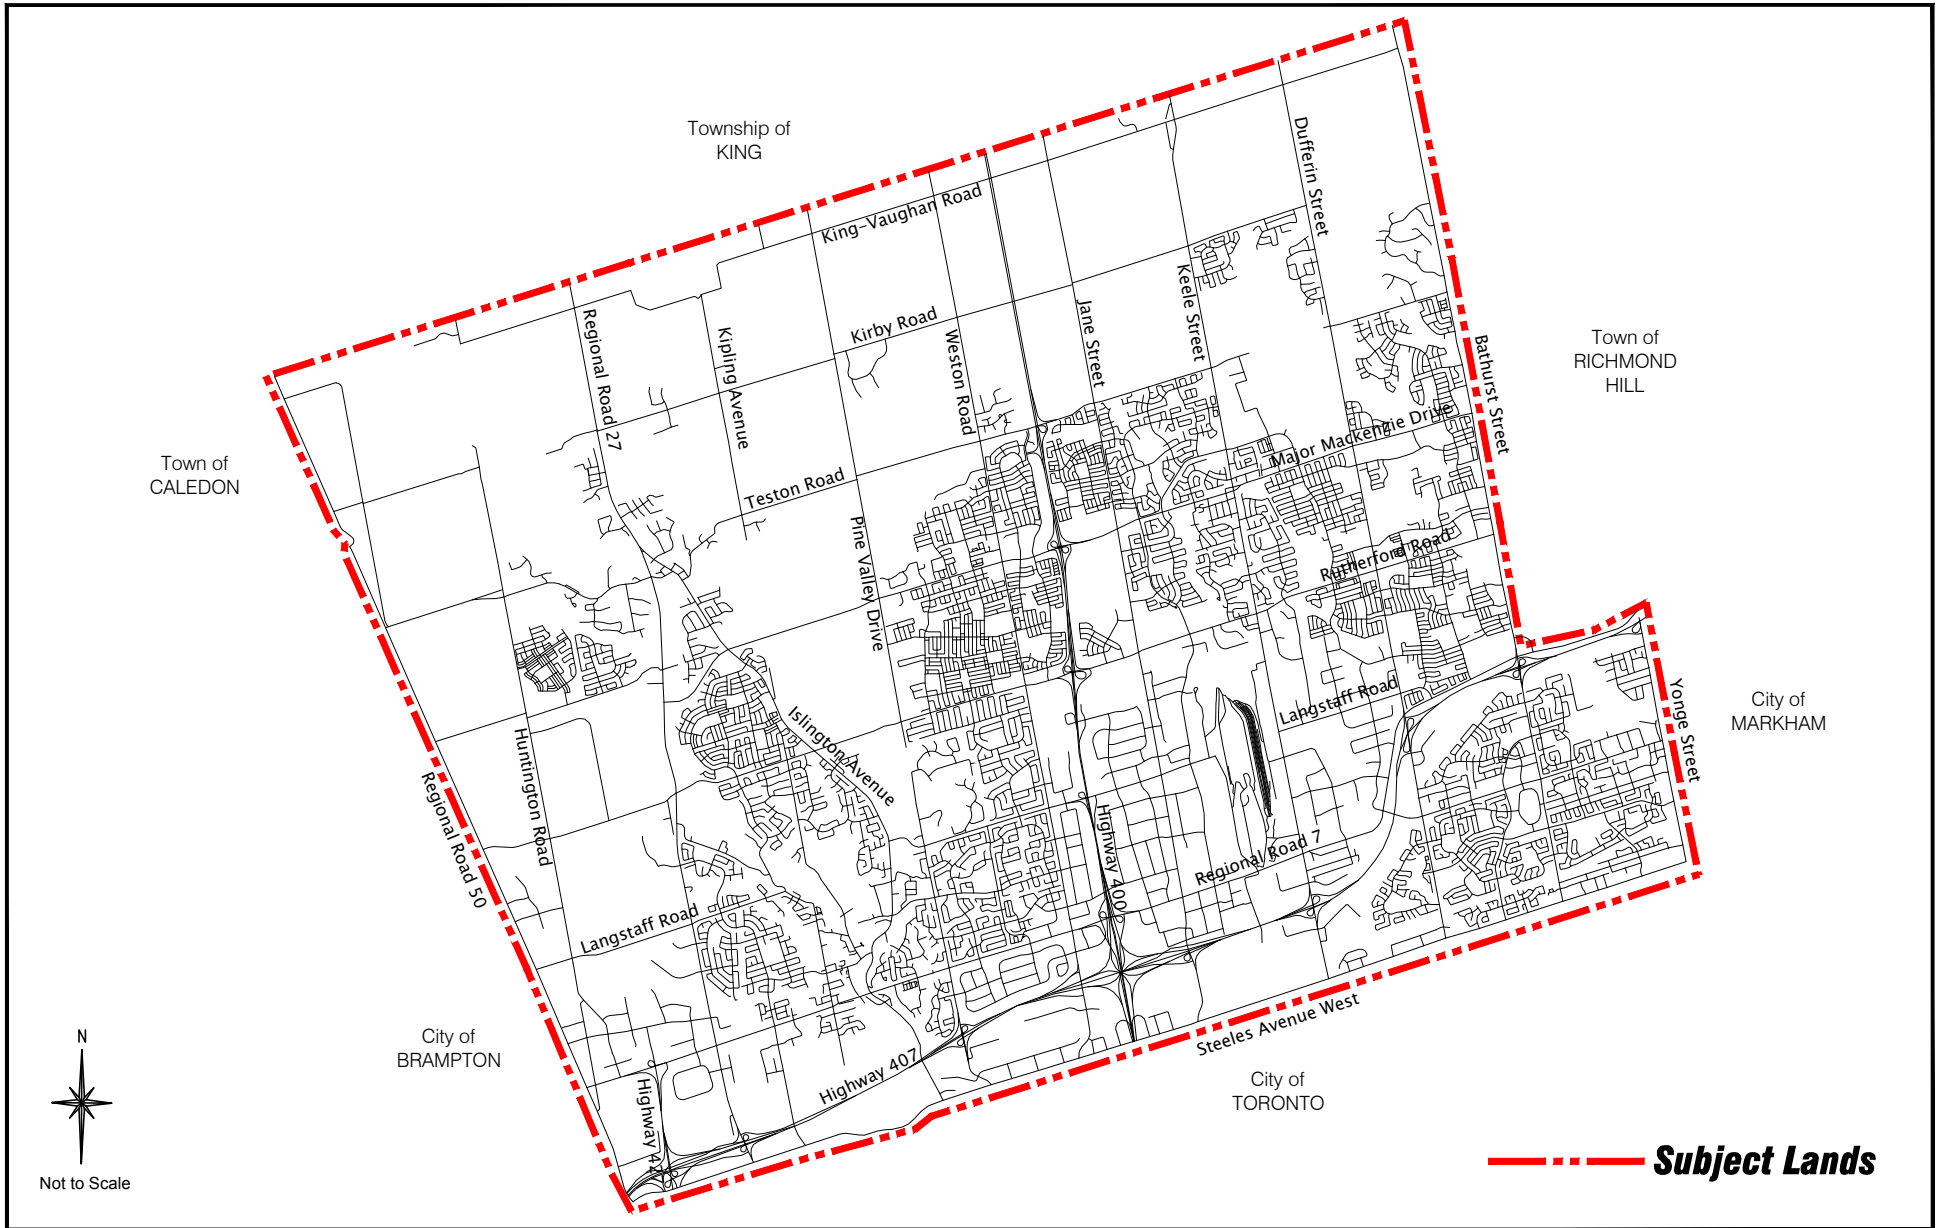 Township of
KING
King-Vaughan Road
Dufferin Street
Keele Street
Kirby Road
Jane Street
Weston Road
Regional Road 27
Kipling Avenue
Bathurst Street
Town of
RICHMOND
HILL
Major Mackenzie Drive
Town of
CALEDON
Teston Road
Pine Valley Drive
Rutherford Road
Langstaff Road
Yonge Street
City of
MARKHAM
Islington Avenue
Huntington Road
Regional Road 50
Highway 400
Regional Road 7
Langstaff Road
City of
BRAMPTON
Highway 407
Highway 427
Steeles Avenue West
City of
TORONTO
N
Not to Scale
Subject Lands